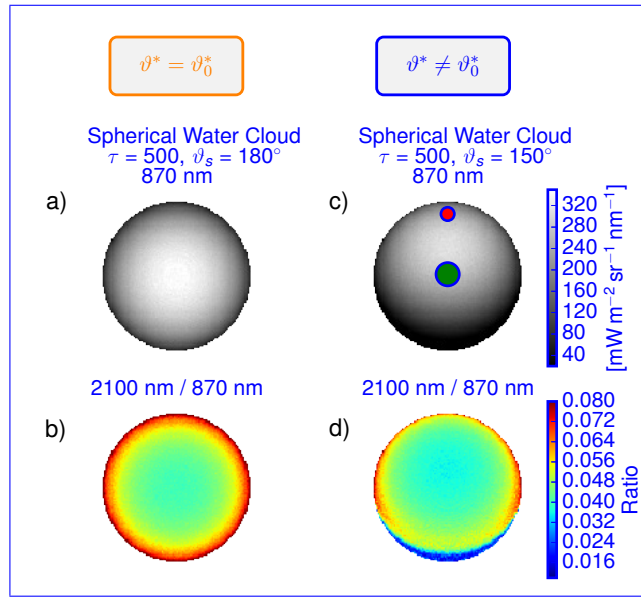 ϑ* = ϑ₀*
ϑ* ≠ ϑ₀*
Spherical Water Cloud
τ = 500, ϑₛ = 180°
870 nm
Spherical Water Cloud
τ = 500, ϑₛ = 150°
870 nm
a)
c)
320
280
240
200
160
120
80
40
[mW m⁻² sr⁻¹ nm⁻¹]
2100 nm / 870 nm
2100 nm / 870 nm
b)
d)
0.080
0.072
0.064
0.056
0.048
0.040
0.032
0.024
0.016
Ratio